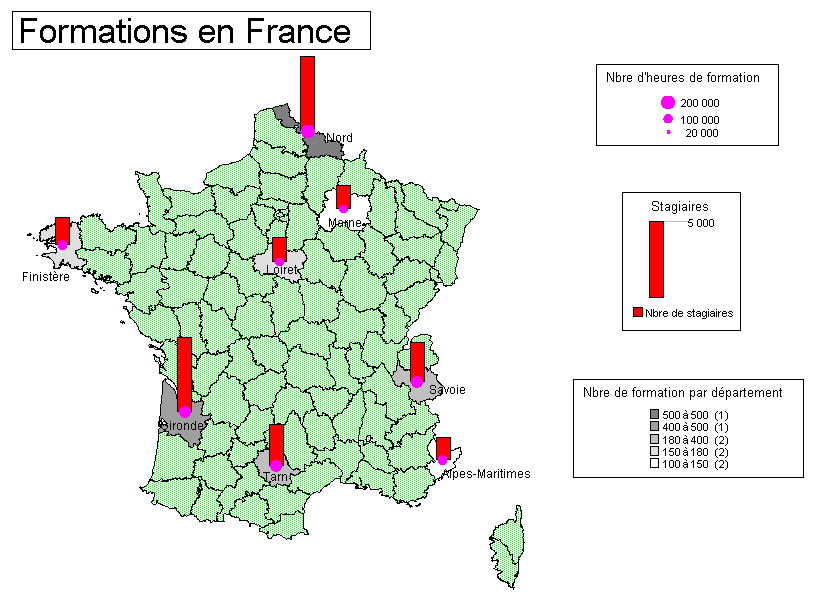 Formations en France
Nord
Marne
Finistère
Loiret
Savoie
Gironde
Tarn
Alpes-Maritimes
Nbre d'heures de formation
200 000
100 000
20 000
Stagiaires
5 000
Nbre de stagiaires
Nbre de formation par département
500 à 500 (1)
400 à 500 (1)
180 à 400 (2)
150 à 180 (2)
100 à 150 (2)